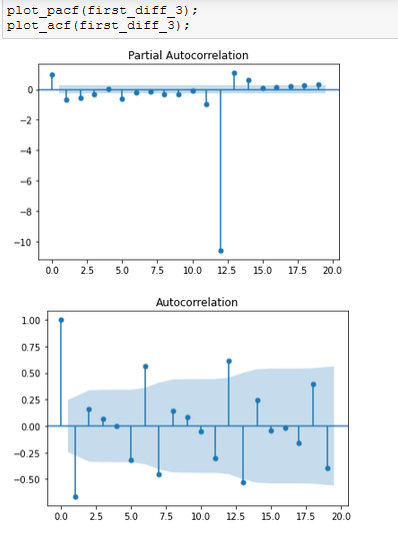 plot_pacf(first_diff_3);
plot_acf(first_diff_3);
Partial Autocorrelation
0
−2
−4
−6
−8
−10
0.0 2.5 5.0 7.5 10.0 12.5 15.0 17.5 20.0
Autocorrelation
1.00
0.75
0.50
0.25
0.00
−0.25
−0.50
0.0 2.5 5.0 7.5 10.0 12.5 15.0 17.5 20.0